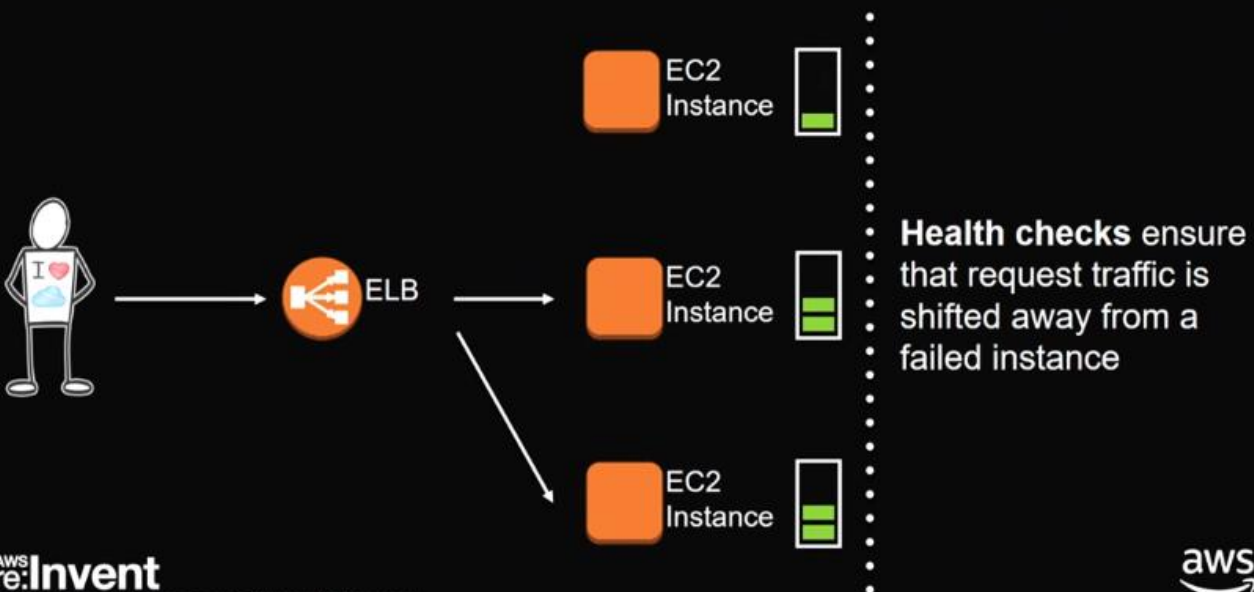 EC2
Instance
I
ELB
EC2
Instance
EC2
Instance
Health checks ensure
that request traffic is
shifted away from a
failed instance
AWS
re:Invent
aws